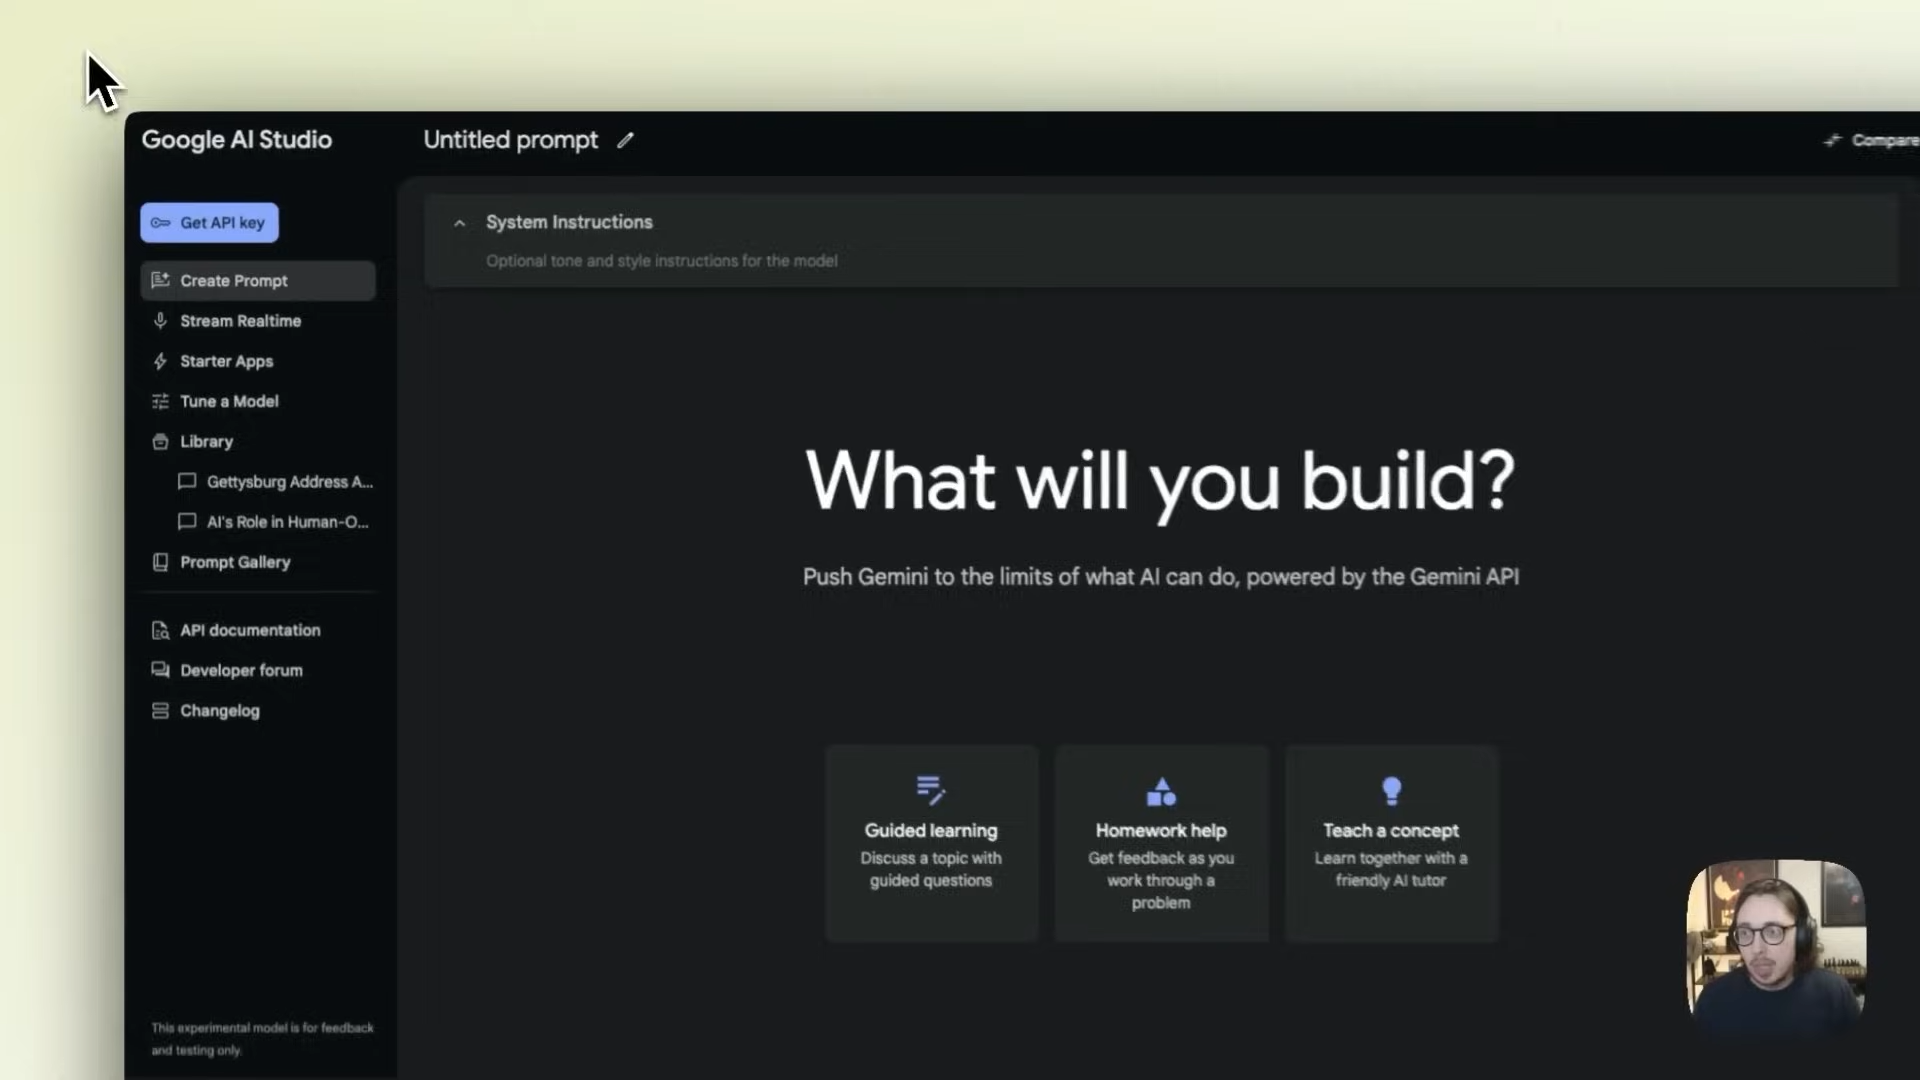 Google AI Studio
Untitled prompt
Compare
Get API key
System Instructions
Optional tone and style instructions for the model
Create Prompt
Stream Realtime
Starter Apps
Tune a Model
Library
Gettysburg Address A...
AI's Role in Human-O...
Prompt Gallery
API documentation
Developer forum
Changelog
This experimental model is for feedback
and testing only.
What will you build?
Push Gemini to the limits of what AI can do, powered by the Gemini API
Guided learning
Discuss a topic with
guided questions
Homework help
Get feedback as you
work through a
problem
Teach a concept
Learn together with a
friendly AI tutor